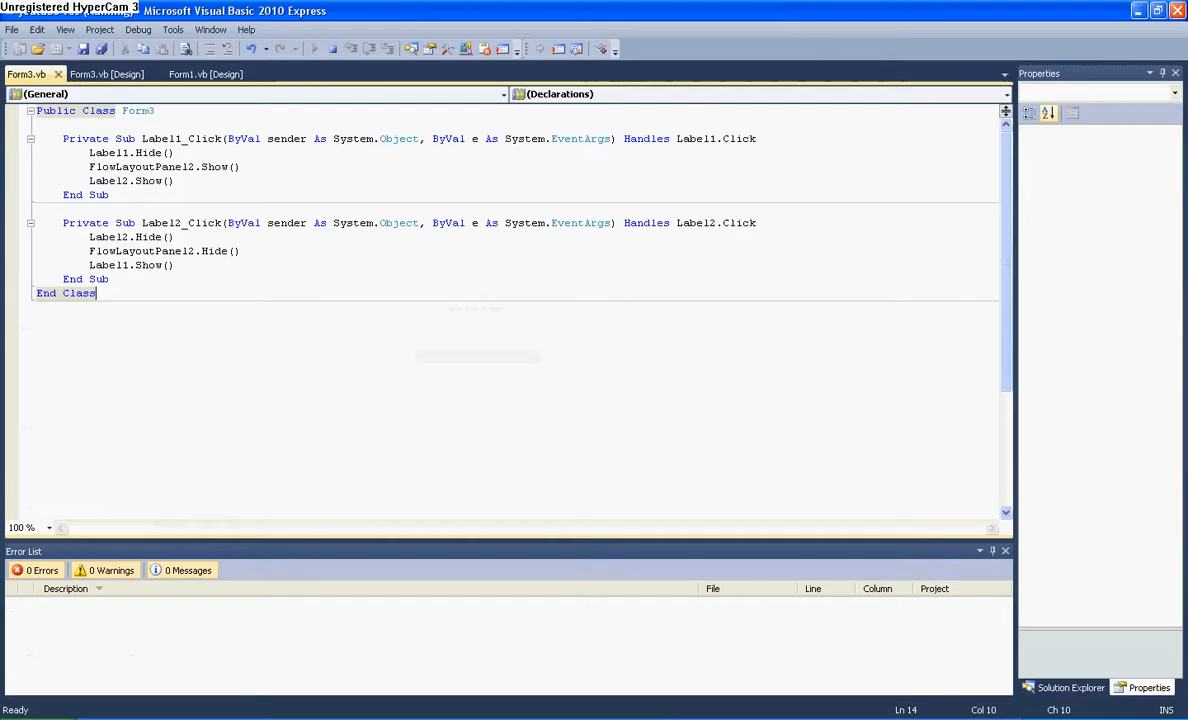 Unregistered HyperCam 3
Microsoft Visual Basic 2010 Express
File Edit View Project Debug Tools Window Help
Form3.vb Form3.vb [Design] Form1.vb [Design]
Properties
(General) (Declarations)
Public Class Form3
Private Sub Label1_Click(ByVal sender As System.Object, ByVal e As System.EventArgs) Handles Label1.Click
Label1.Hide()
FlowLayoutPanel2.Show()
Label2.Show()
End Sub
Private Sub Label2_Click(ByVal sender As System.Object, ByVal e As System.EventArgs) Handles Label2.Click
Label2.Hide()
FlowLayoutPanel2.Hide()
Label1.Show()
End Sub
End Class
100 %
Error List
0 Errors 0 Warnings 0 Messages
Description File Line Column Project
Solution Explorer Properties
Ready Ln 14 Col 10 Ch 10 INS